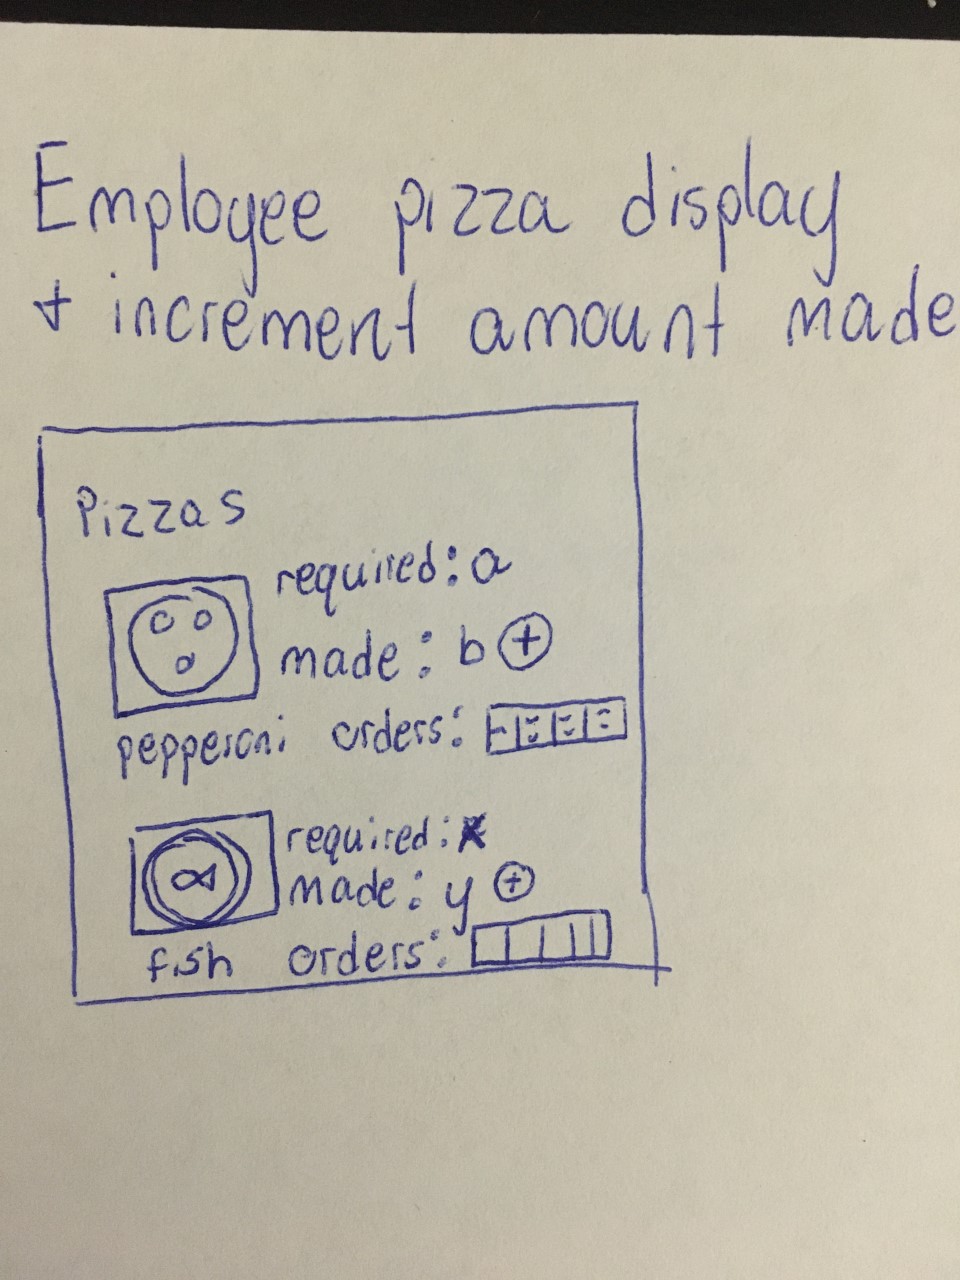 Employee pizza display
+ increment amount made
Pizzas
required: a
made: b +
pepperoni orders:
required: x
made: y +
fish orders: